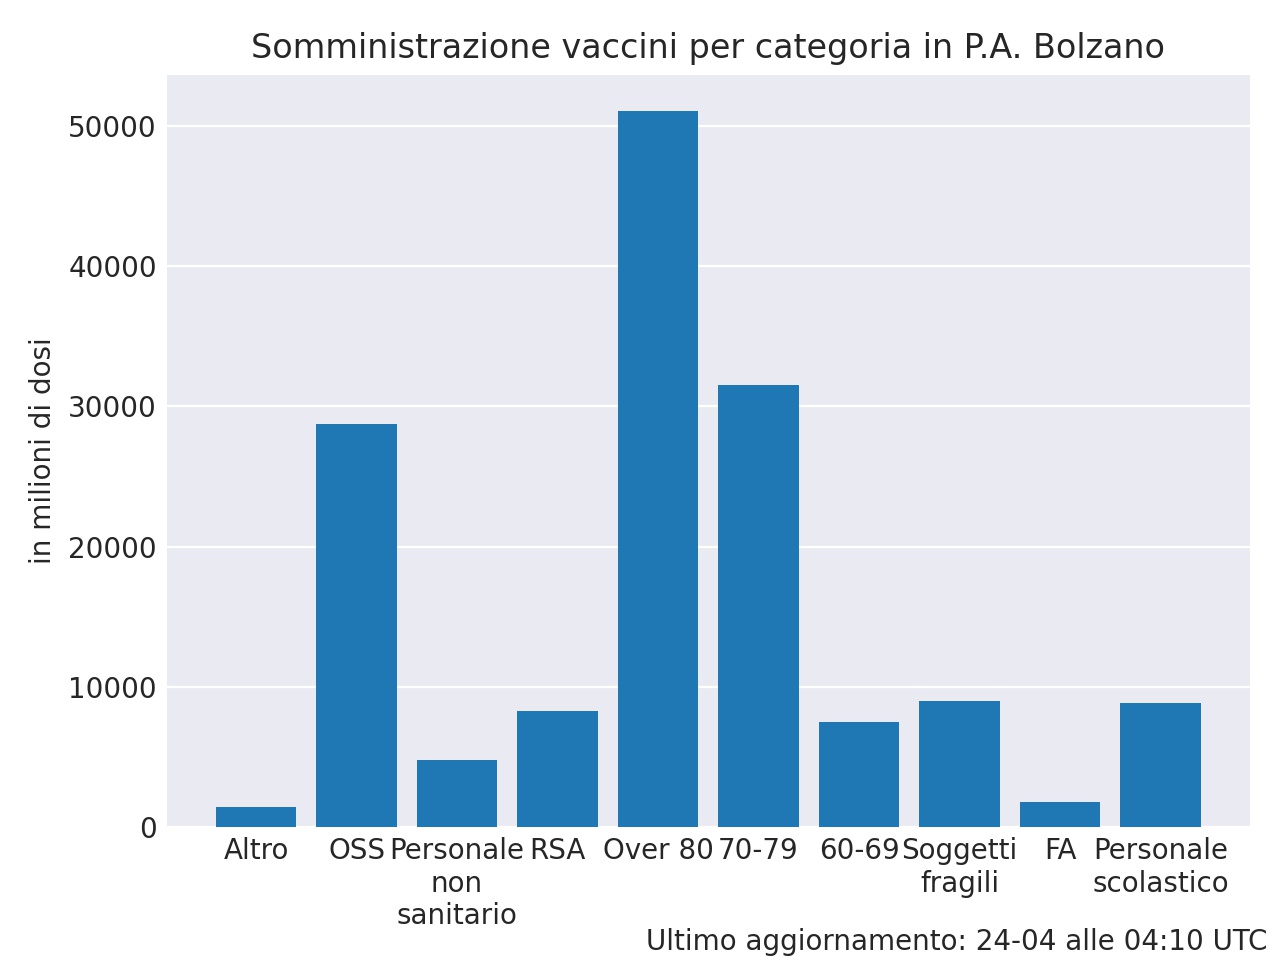 Somministrazione vaccini per categoria in P.A. Bolzano
in milioni di dosi
50000
40000
30000
20000
10000
0
Altro
OSS
Personale
non
sanitario
RSA
Over 80
70-79
60-69
Soggetti
fragili
FA
Personale
scolastico
Ultimo aggiornamento: 24-04 alle 04:10 UTC